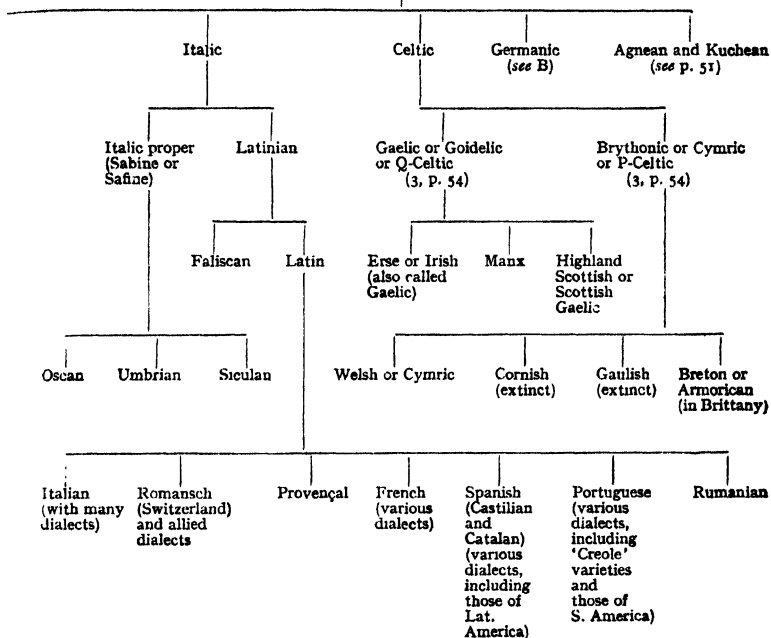 Italic
Celtic
Germanic
(see B)
Agnean and Kuchean
(see p. 51)
Italic proper
(Sabine or
Safine)
Latinian
Gaelic or Goidelic
or Q-Celtic
(3, p. 54)
Brythonic or Cymric
or P-Celtic
(3, p. 54)
Faliscan
Latin
Erse or Irish
(also called
Gaelic)
Manx
Highland
Scottish or
Scottish
Gaelic
Oscan
Umbrian
Siculan
Welsh or Cymric
Cornish
(extinct)
Gaulish
(extinct)
Breton or
Armorican
(in Brittany)
Italian
(with many
dialects)
Romansch
(Switzerland)
and allied
dialects
Provençal
French
(various
dialects)
Spanish
(Castilian
and
Catalan)
(various
dialects,
including
those of
Lat.
America)
Portuguese
(various
dialects,
including
'Creole'
varieties
and
those of
S. America)
Rumanian